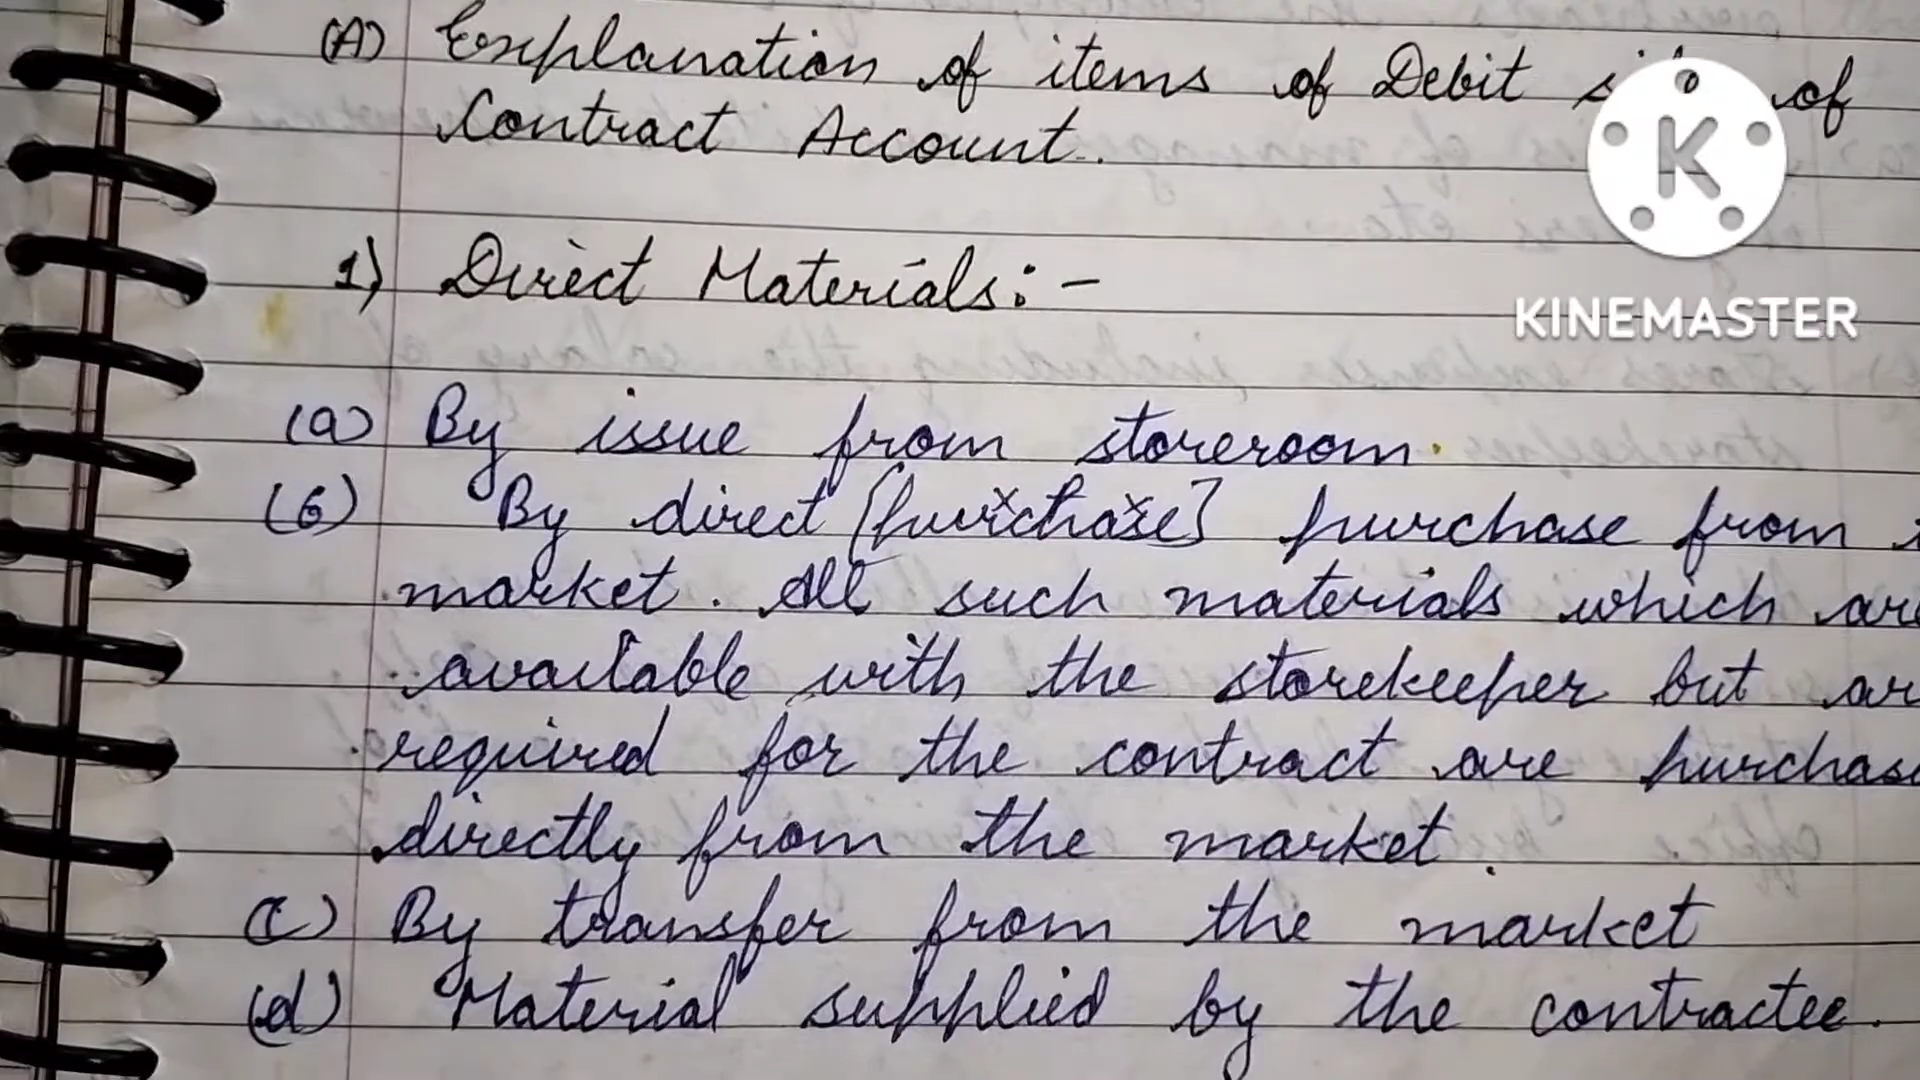 (A) Explanation of items of Debit of
Contract Account.
KINEMASTER
1) Direct Materials:-
(a) By issue from storeroom.
(b) By direct [purchase] purchase from
market. All such materials which are
available with the storekeeper but ar
required for the contract are purchase
directly from the market.
(c) By transfer from the market
(d) Material supplied by the contractee.